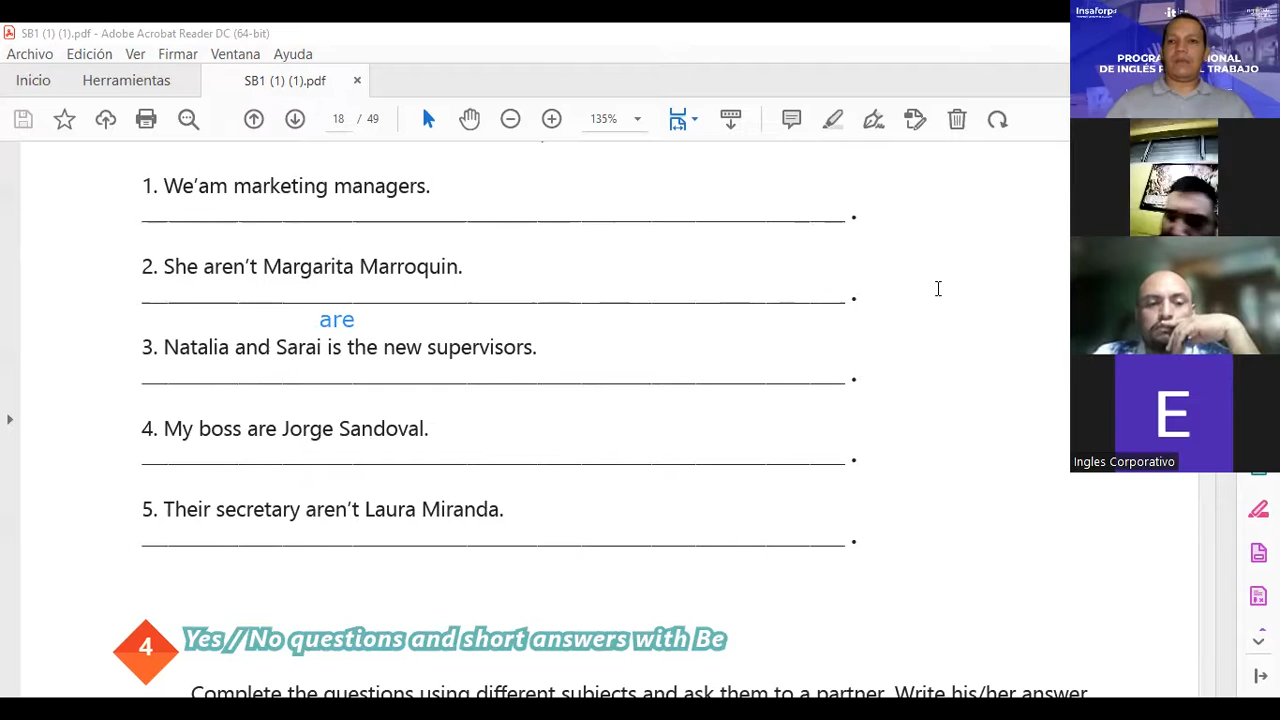 SB1 (1) (1).pdf - Adobe Acrobat Reader DC (64-bit)
Archivo Edición Ver Firmar Ventana Ayuda
Inicio Herramientas SB1 (1) (1).pdf ×
18 / 49 135%
1. We'am marketing managers.
2. She aren't Margarita Marroquin.
are
3. Natalia and Sarai is the new supervisors.
4. My boss are Jorge Sandoval.
5. Their secretary aren't Laura Miranda.
4 Yes / No questions and short answers with Be
Complete the questions using different subjects and ask them to a partner. Write his/her answer
Insaforp
DE INGLÉS
TRABAJO
E
Ingles Corporativo